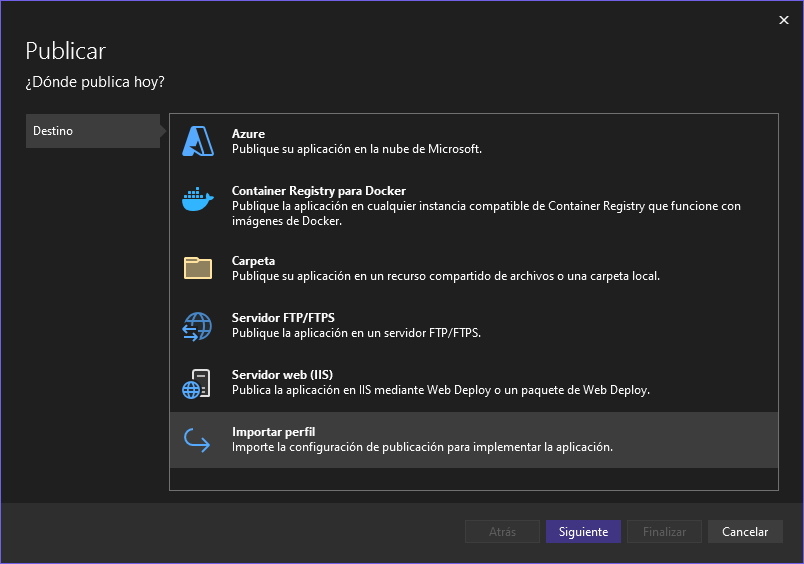 Publicar
¿Dónde publica hoy?
Destino
Azure
Publique su aplicación en la nube de Microsoft.
Container Registry para Docker
Publique la aplicación en cualquier instancia compatible de Container Registry que funcione con
imágenes de Docker.
Carpeta
Publique su aplicación en un recurso compartido de archivos o una carpeta local.
Servidor FTP/FTPS
Publique la aplicación en un servidor FTP/FTPS.
Servidor web (IIS)
Publica la aplicación en IIS mediante Web Deploy o un paquete de Web Deploy.
Importar perfil
Importe la configuración de publicación para implementar la aplicación.
Atrás
Siguiente
Finalizar
Cancelar